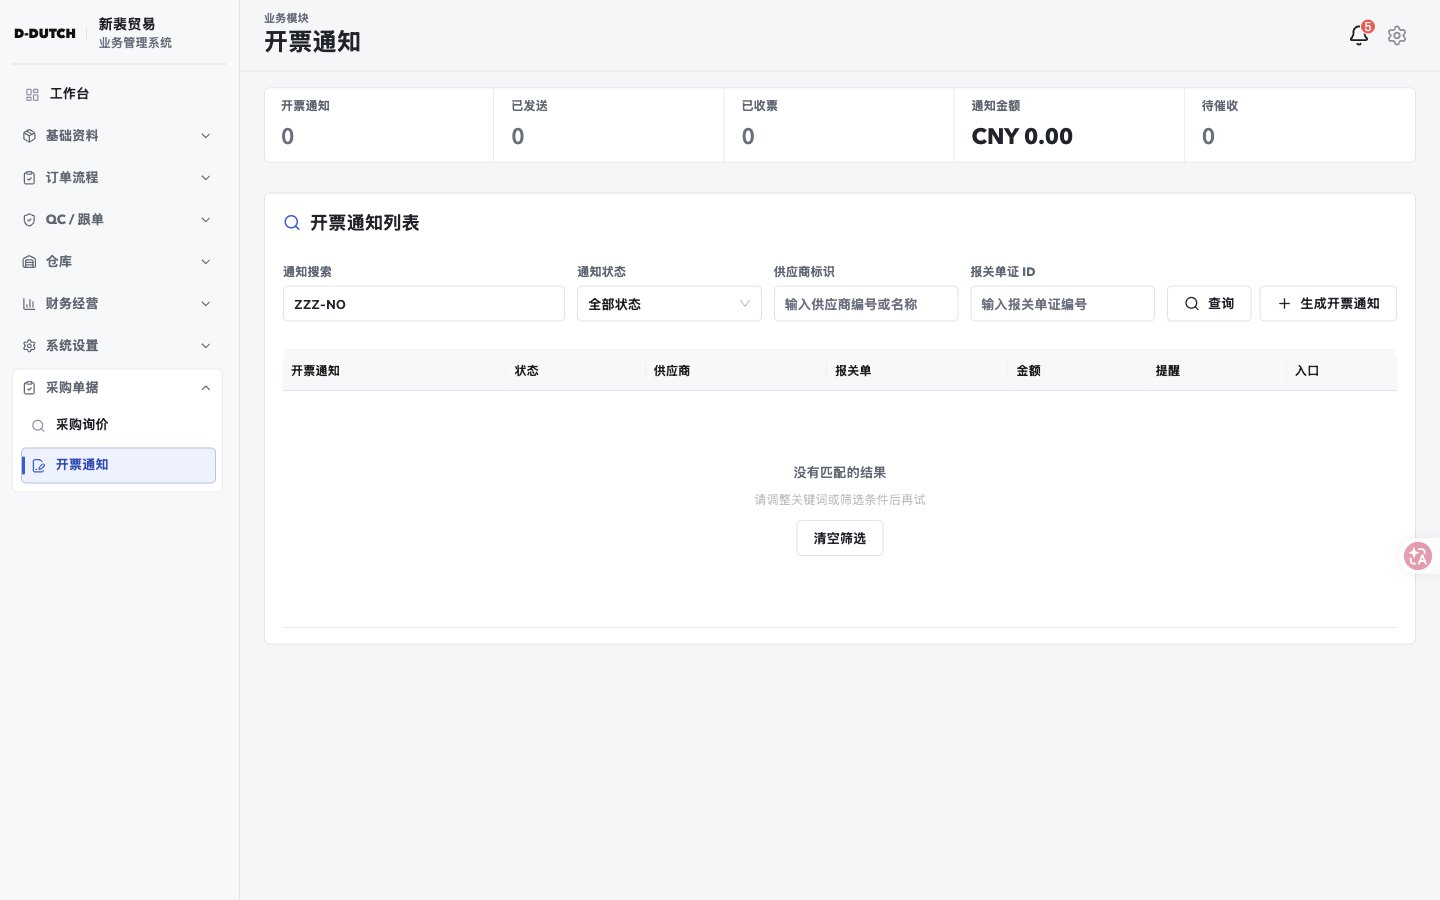 D-DUTCH
新裴贸易
业务管理系统
工作台
基础资料
订单流程
QC / 跟单
仓库
财务经营
系统设置
采购单据
采购询价
开票通知
业务模块
开票通知
5
开票通知
0
已发送
0
已收票
0
通知金额
CNY 0.00
待催收
0
开票通知列表
通知搜索
通知状态
供应商标识
报关单证 ID
ZZZ-NO
全部状态
输入供应商编号或名称
输入报关单证编号
查询
生成开票通知
开票通知
状态
供应商
报关单
金额
提醒
入口
没有匹配的结果
请调整关键词或筛选条件后再试
清空筛选